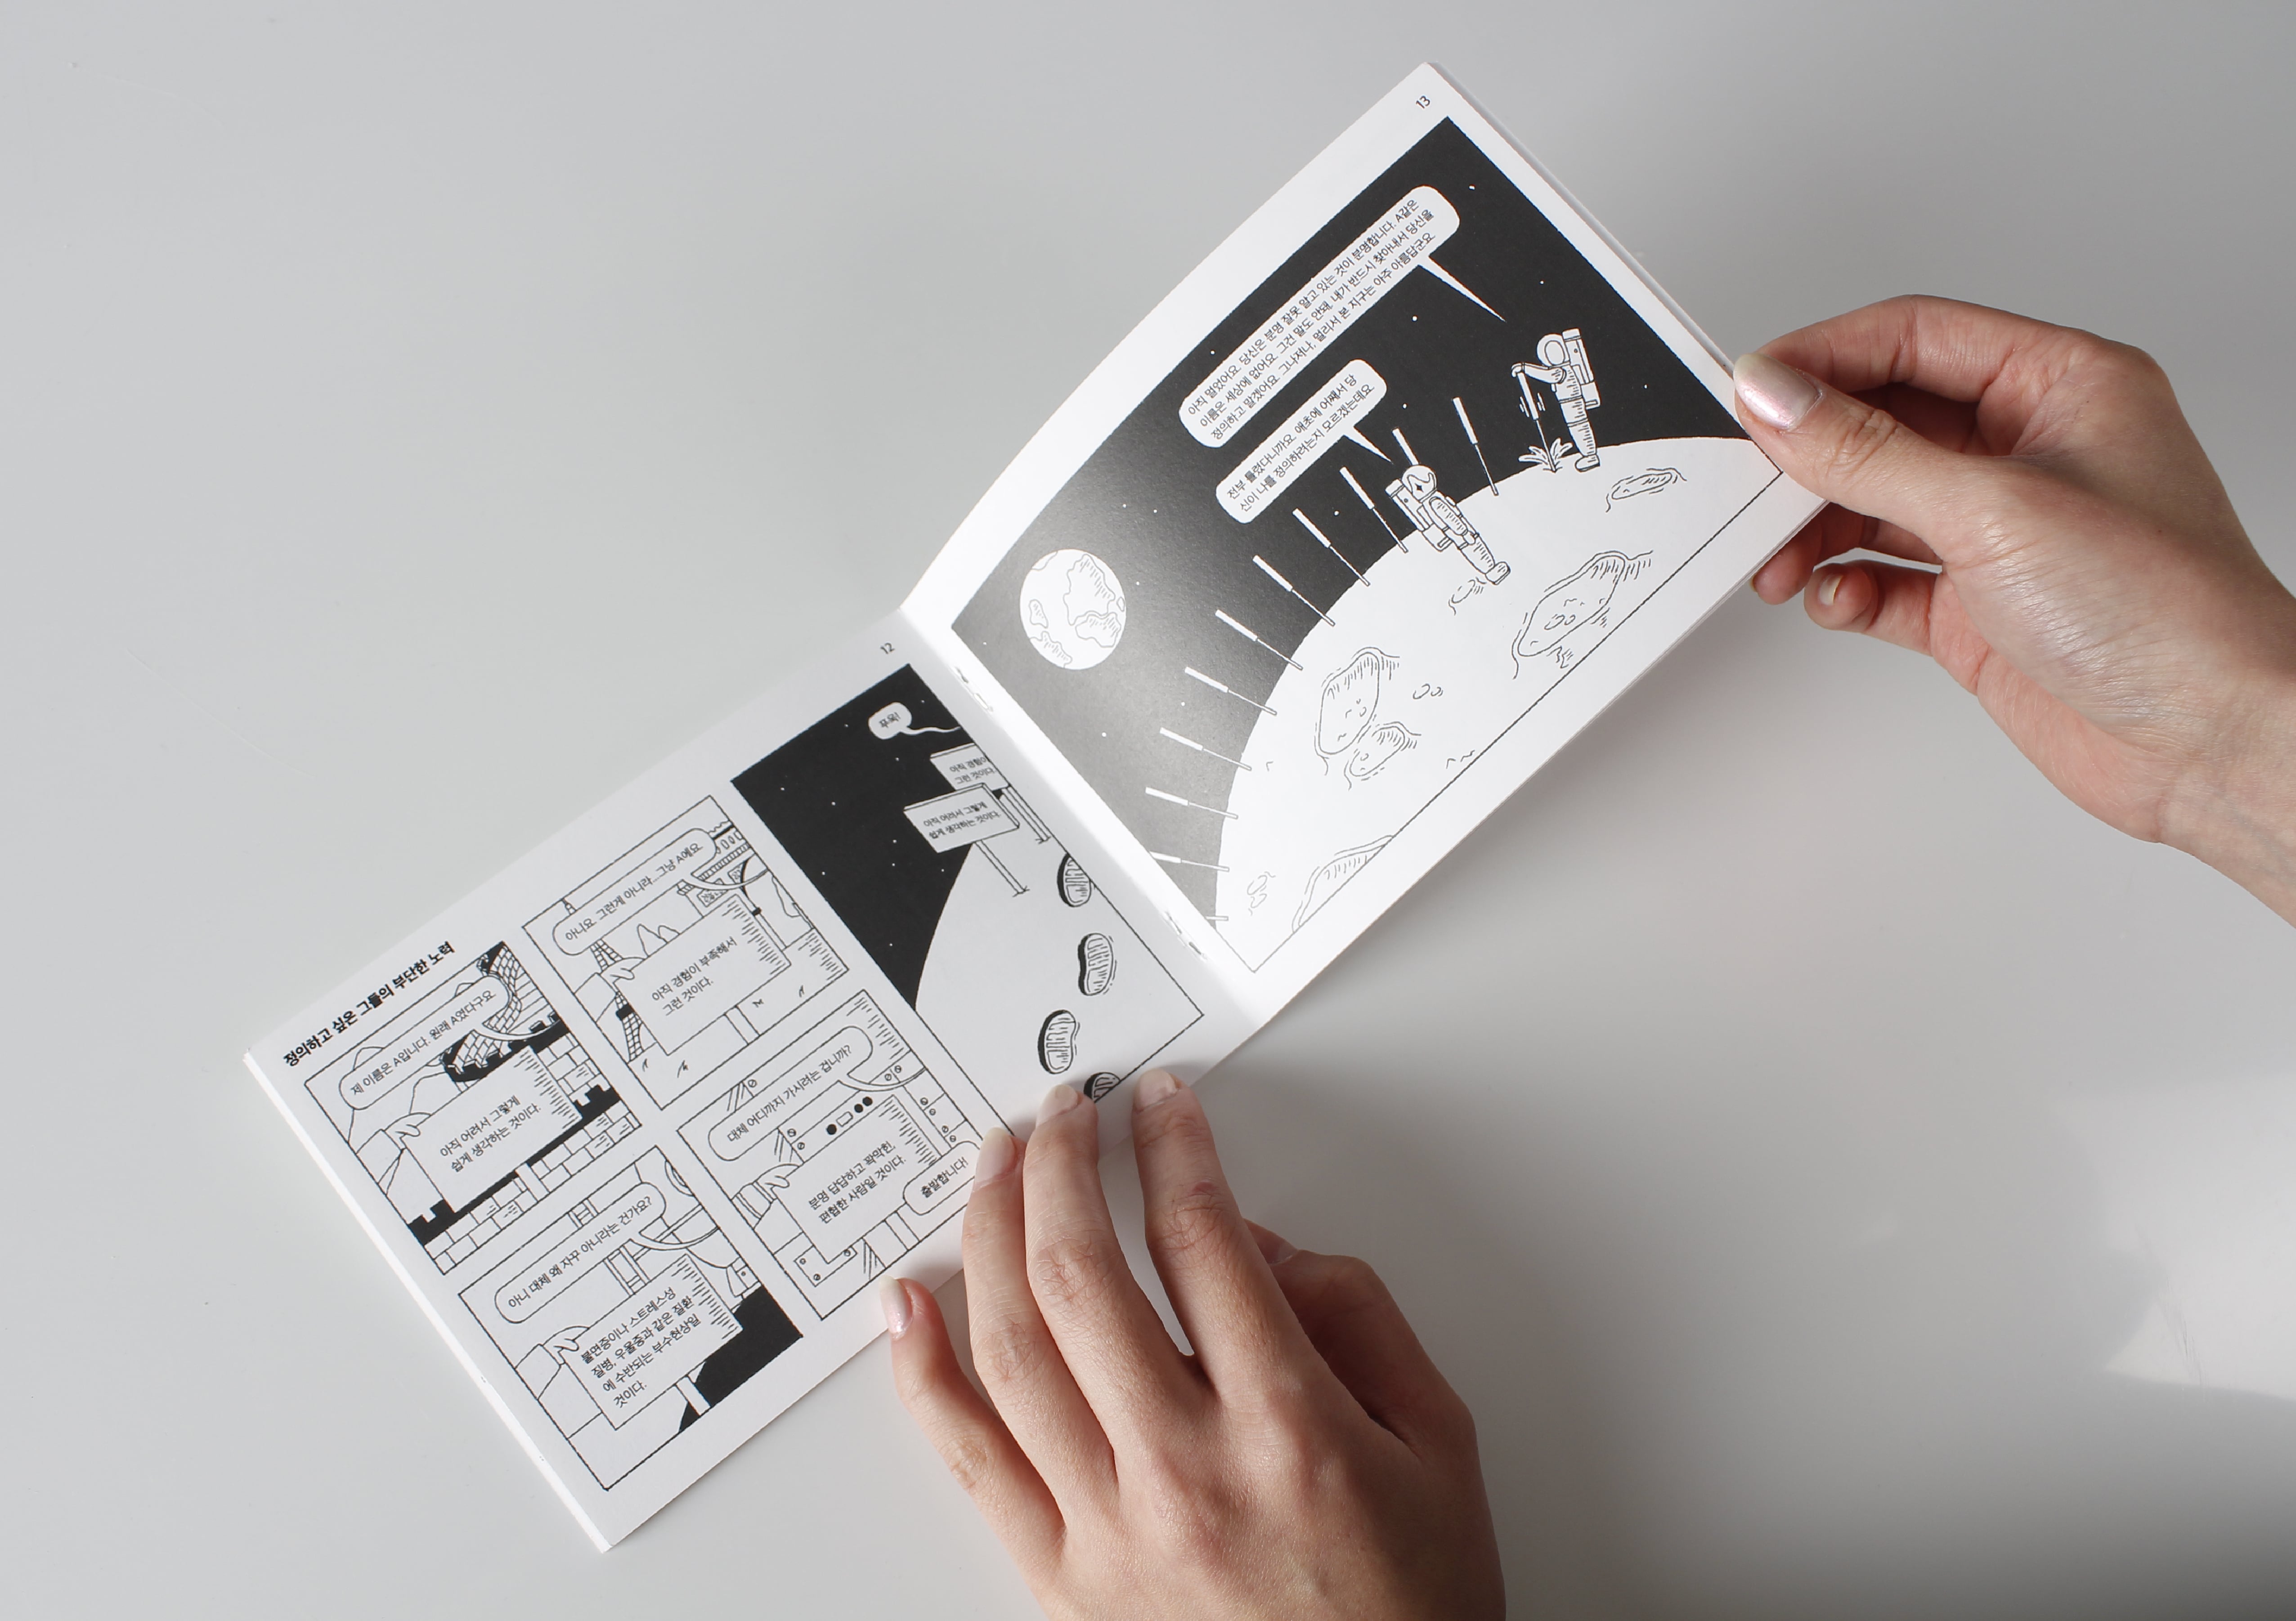 12
정의하고 싶은 그들의 부단한 노력
제 이름은 A입니다. 원래 A였다구요
아직 어려서 그렇게
쉽게 생각하는 것이다.
아니요. 그런게 아니라...그냥 A에요
아직 경험이 부족해서
그런 것이다.
아니 대체 왜 자꾸 아니라는 건가요?
불면증이나 스트레스성
질병, 우울증과 같은 질환
에 수반되는 부수현상일
것이다.
대체 어디까지 가시려는 겁니까?
분명 답답하고 꽉막힌,
편협한 사람일 것이다.
출발합니다!
푸욱!
아직 경험이
그런 것이다.
아직 어려서 그렇게
쉽게 생각하는 것이다.
13
아직 멀었어요. 당신은 분명 잘못 알고 있는 것이 분명합니다. A같은
이름은 세상에 없어요. 그건 말도 안돼. 내가 반드시 찾아내서 당신을
정의하고 말겠어요. 그나저나, 멀리서 본 지구는 아주 아름답군요
전부 틀렸다니까요. 애초에 어째서 당
신이 나를 정의하려는지 모르겠는데요